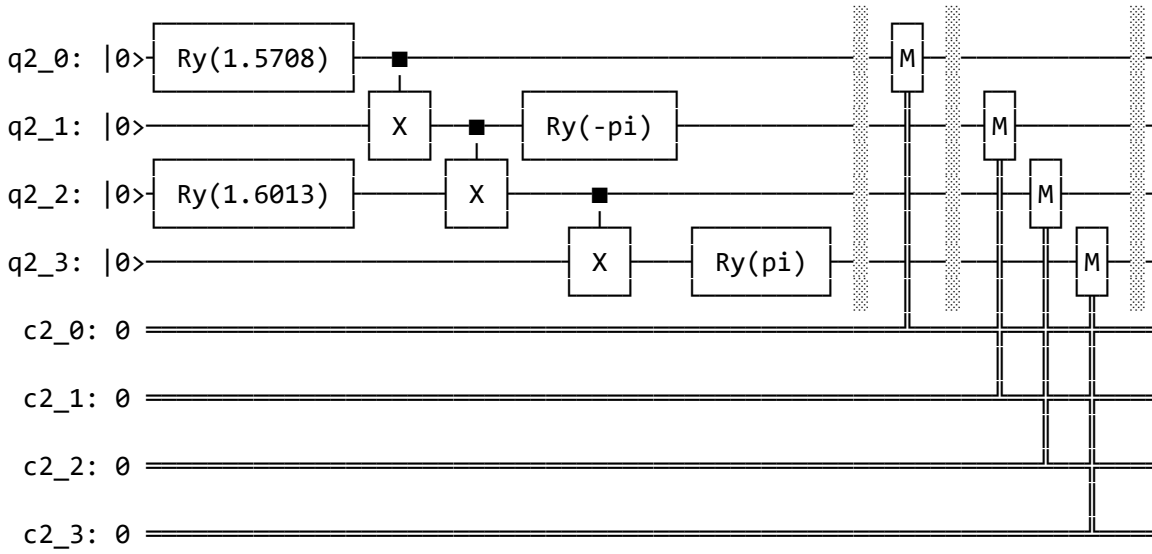 q2_0: |0> Ry(1.5708) M
q2_1: |0> X Ry(-pi) M
q2_2: |0> Ry(1.6013) X M
q2_3: |0> X Ry(pi) M
c2_0: 0
c2_1: 0
c2_2: 0
c2_3: 0